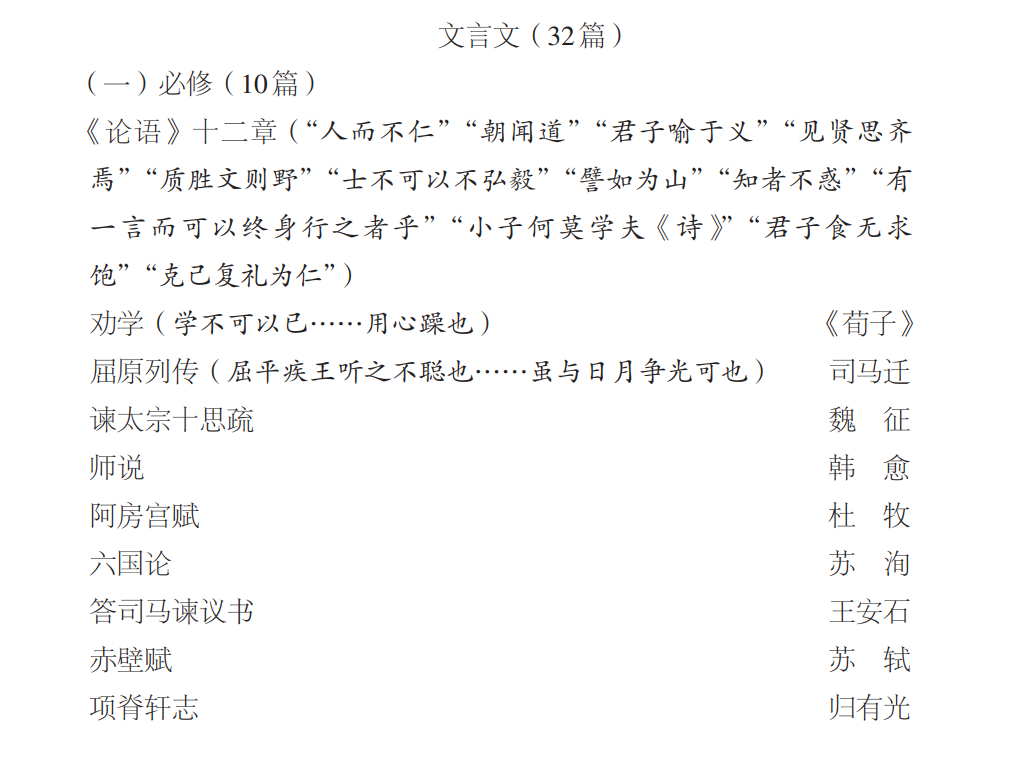 文言文（32篇）
（一）必修（10篇）
《论语》十二章（“人而不仁”“朝闻道”“君子喻于义”“见贤思齐
焉”“质胜文则野”“士不可以不弘毅”“譬如为山”“知者不惑”“有
一言而可以终身行之者乎”“小子何莫学夫《诗》”“君子食无求
饱”“克己复礼为仁”）
劝学（学不可以已……用心躁也） 《荀子》
屈原列传（屈平疾王听之不聪也……虽与日月争光可也） 司马迁
谏太宗十思疏 魏　征
师说 韩　愈
阿房宫赋 杜　牧
六国论 苏　洵
答司马谏议书 王安石
赤壁赋 苏　轼
项脊轩志 归有光